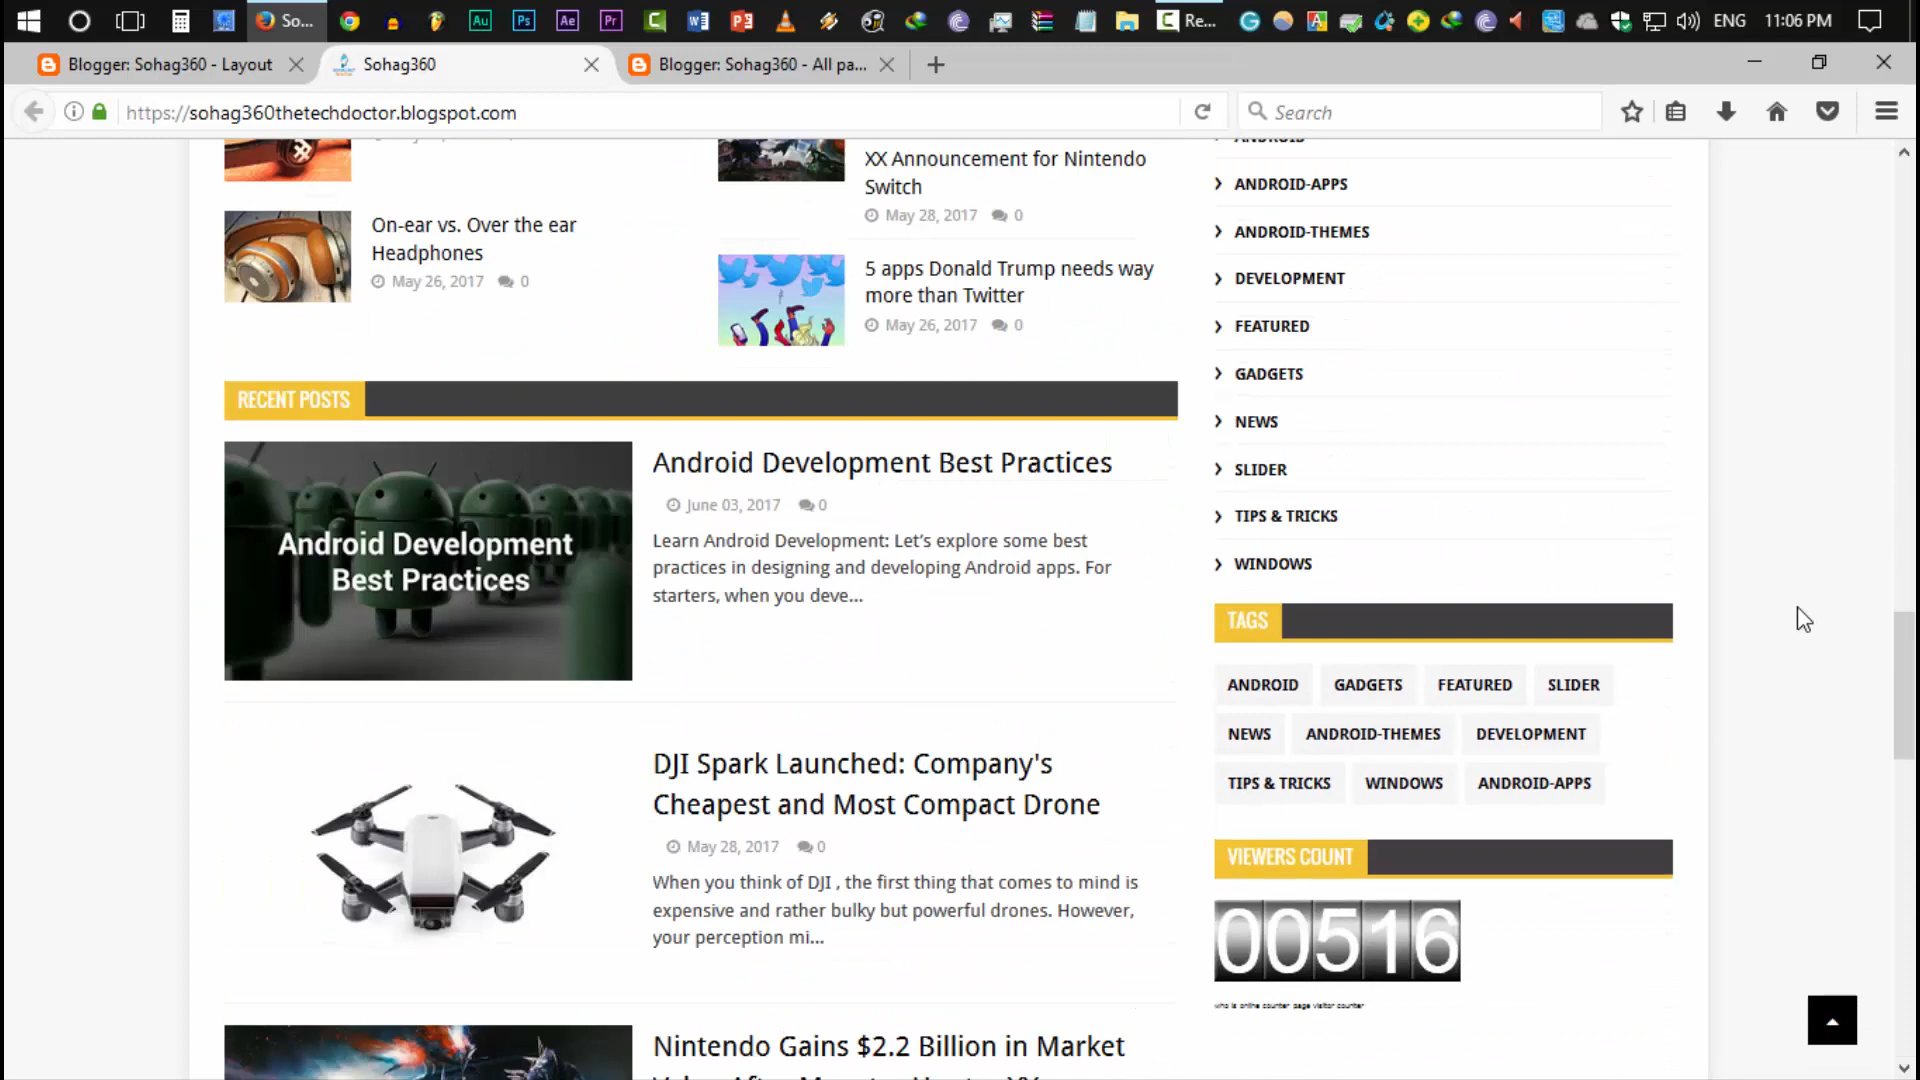 So...
Au
Ps
Ae
Pr
Re...
ENG
11:06 PM
Blogger: Sohag360 - Layout
Sohag360
Blogger: Sohag360 - All pa...
https://sohag360thetechdoctor.blogspot.com
Search
On-ear vs. Over the ear
Headphones
May 26, 2017
0
XX Announcement for Nintendo
Switch
May 28, 2017
0
5 apps Donald Trump needs way
more than Twitter
May 26, 2017
0
RECENT POSTS
Android Development
Best Practices
Android Development Best Practices
June 03, 2017
0
Learn Android Development: Let's explore some best
practices in designing and developing Android apps. For
starters, when you deve...
DJI Spark Launched: Company's
Cheapest and Most Compact Drone
May 28, 2017
0
When you think of DJI , the first thing that comes to mind is
expensive and rather bulky but powerful drones. However,
your perception mi...
Nintendo Gains $2.2 Billion in Market
ANDROID
ANDROID-APPS
ANDROID-THEMES
DEVELOPMENT
FEATURED
GADGETS
NEWS
SLIDER
TIPS & TRICKS
WINDOWS
TAGS
ANDROID
GADGETS
FEATURED
SLIDER
NEWS
ANDROID-THEMES
DEVELOPMENT
TIPS & TRICKS
WINDOWS
ANDROID-APPS
VIEWERS COUNT
00516
who is online counter page visitor counter